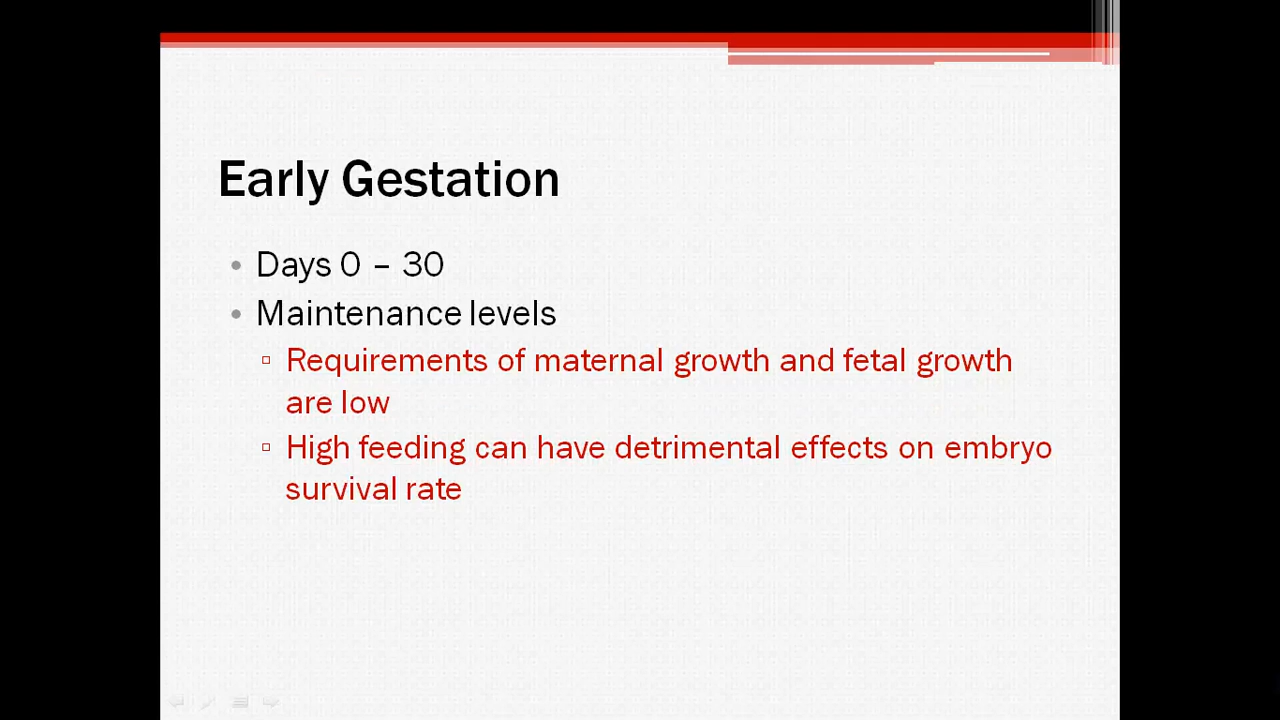 Early Gestation
• Days 0 – 30
• Maintenance levels
▫ Requirements of maternal growth and fetal growth
are low
▫ High feeding can have detrimental effects on embryo
survival rate